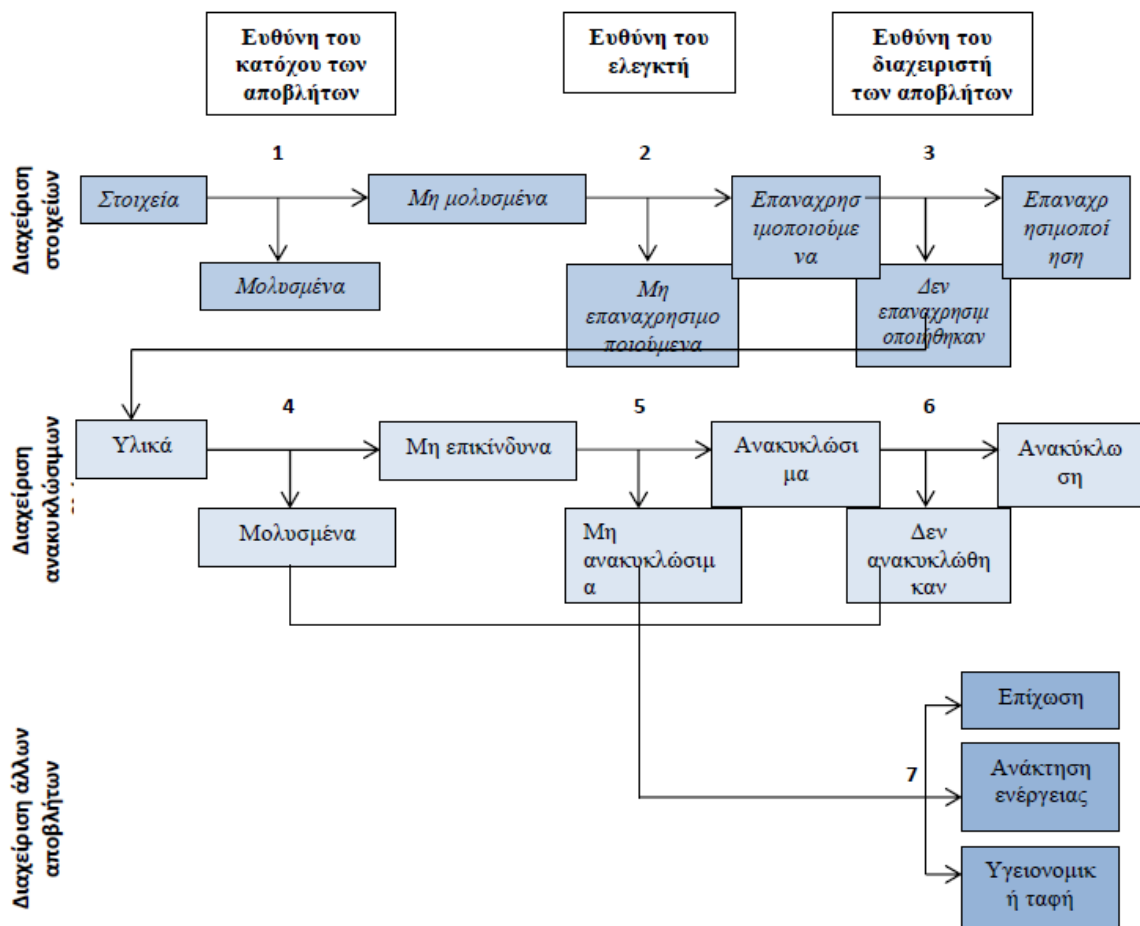 Ευθύνη του
κατόχου των
αποβλήτων
Ευθύνη του
ελεγκτή
Ευθύνη του
διαχειριστή
των αποβλήτων
Διαχείριση
στοιχείων
1
2
3
Στοιχεία
Μη μολυσμένα
Επαναχρησ
ιμοποιούμε
να
Επαναχρ
ησιμοποί
ηση
Μολυσμένα
Μη
επαναχρησιμο
ποιούμενα
Δεν
επαναχρησιμ
οποιήθηκαν
Διαχείριση
ανακυκλώσιμων
4
5
6
Υλικά
Μη επικίνδυνα
Ανακυκλώσι
μα
Ανακύκλω
ση
Μολυσμένα
Μη
ανακυκλώσιμ
α
Δεν
ανακυκλώθη
καν
Διαχείριση άλλων
αποβλήτων
7
Επίχωση
Ανάκτηση
ενέργειας
Υγειονομικ
ή ταφή